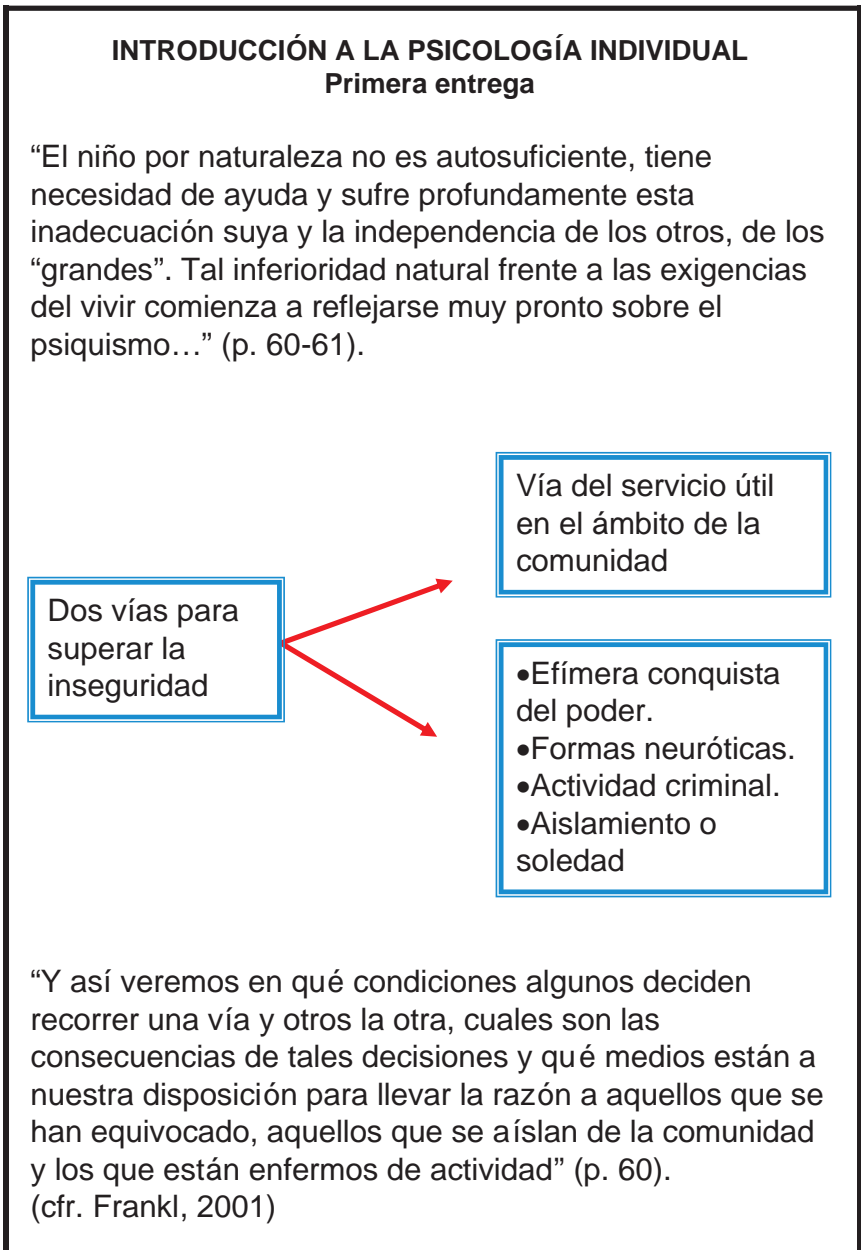 INTRODUCCIÓN A LA PSICOLOGÍA INDIVIDUAL
Primera entrega
“El niño por naturaleza no es autosuficiente, tiene
necesidad de ayuda y sufre profundamente esta
inadecuación suya y la independencia de los otros, de los
“grandes”. Tal inferioridad natural frente a las exigencias
del vivir comienza a reflejarse muy pronto sobre el
psiquismo…” (p. 60-61).
Dos vías para
superar la
inseguridad
Vía del servicio útil
en el ámbito de la
comunidad
•Efímera conquista
del poder.
•Formas neuróticas.
•Actividad criminal.
•Aislamiento o
soledad
“Y así veremos en qué condiciones algunos deciden
recorrer una vía y otros la otra, cuales son las
consecuencias de tales decisiones y qué medios están a
nuestra disposición para llevar la razón a aquellos que se
han equivocado, aquellos que se aíslan de la comunidad
y los que están enfermos de actividad” (p. 60).
(cfr. Frankl, 2001)